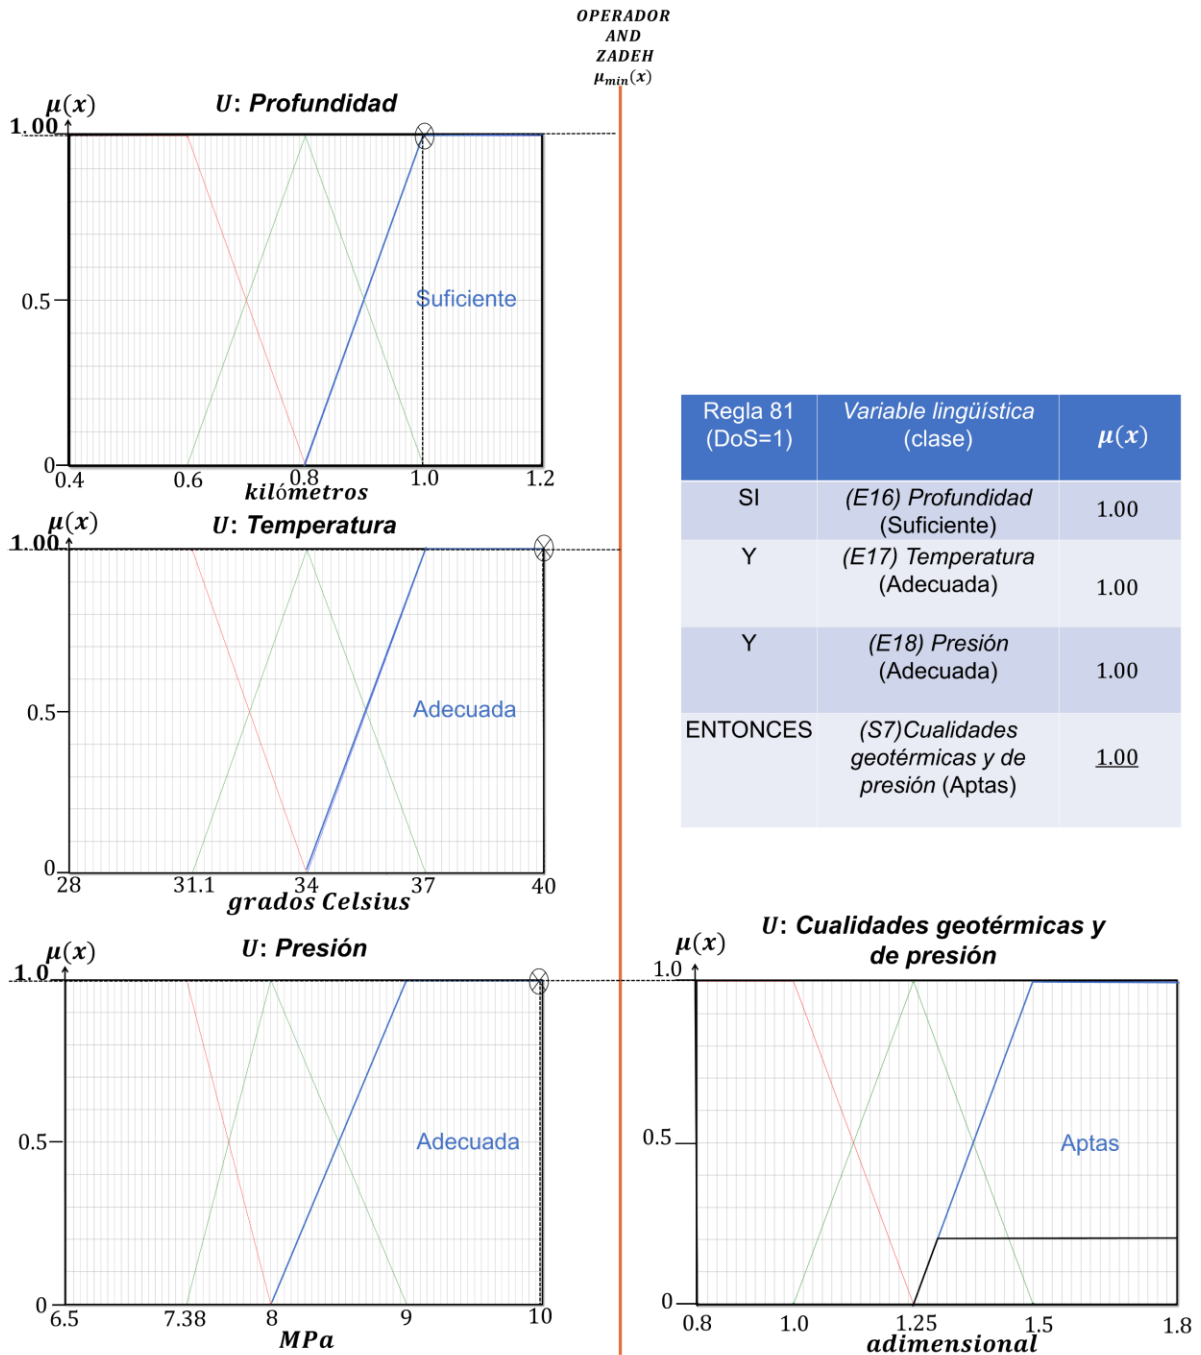 OPERADOR
AND
ZADEH
μmin(x)
μ(x)
U: Profundidad
1.00
0.5
Suficiente
0
0.4
0.6
0.8
1.0
1.2
kilómetros
μ(x)
U: Temperatura
1.00
0.5
Adecuada
0
28
31.1
34
37
40
grados Celsius
μ(x)
U: Presión
1.0
0.5
Adecuada
0
6.5
7.38
8
9
10
MPa
Regla 81
(DoS=1)
Variable lingüística
(clase)
μ(x)
SI
(E16) Profundidad
(Suficiente)
1.00
Y
(E17) Temperatura
(Adecuada)
1.00
Y
(E18) Presión
(Adecuada)
1.00
ENTONCES
(S7)Cualidades
geotérmicas y de
presión (Aptas)
1.00
U: Cualidades geotérmicas y
de presión
μ(x)
1.0
0.5
Aptas
0
0.8
1.0
1.25
1.5
1.8
adimensional